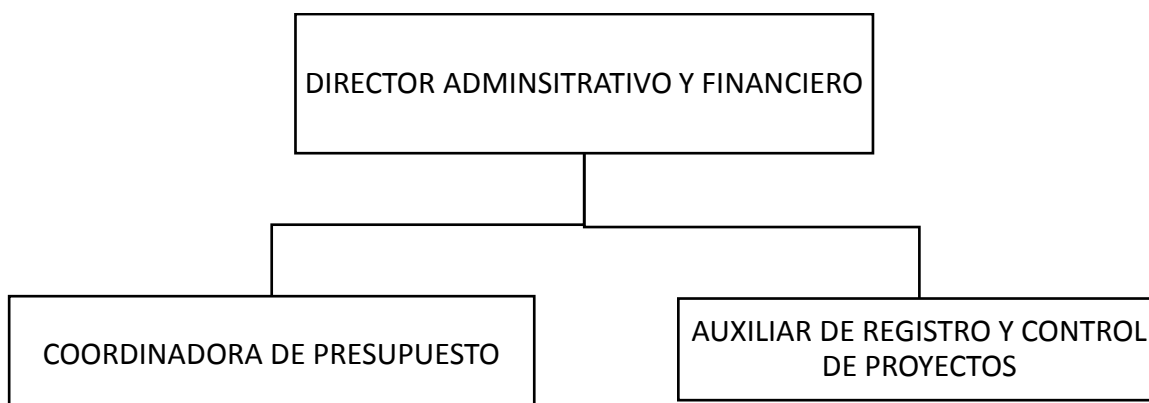 DIRECTOR ADMINSITRATIVO Y FINANCIERO
COORDINADORA DE PRESUPUESTO
AUXILIAR DE REGISTRO Y CONTROL
DE PROYECTOS